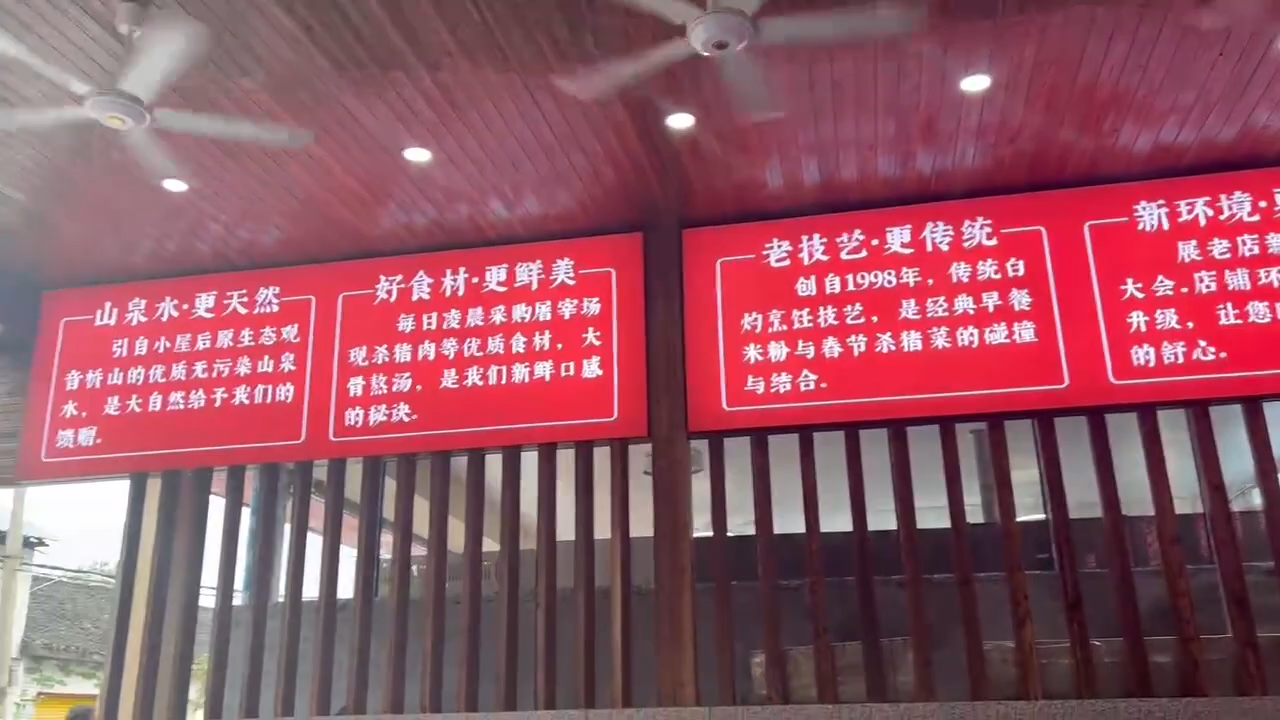 山泉水·更天然
引自小屋后原生态观
音桥山的优质无污染山泉
水，是大自然给予我们的
馈赠。
好食材·更鲜美
每日凌晨采购屠宰场
现杀猪肉等优质食材，大
骨熬汤，是我们新鲜口感
的秘诀。
老技艺·更传统
创自1998年，传统白
灼烹饪技艺，是经典早餐
米粉与春节杀猪菜的碰撞
与结合。
新环境·
展老店新
大会.店铺环
升级，让您
的舒心。